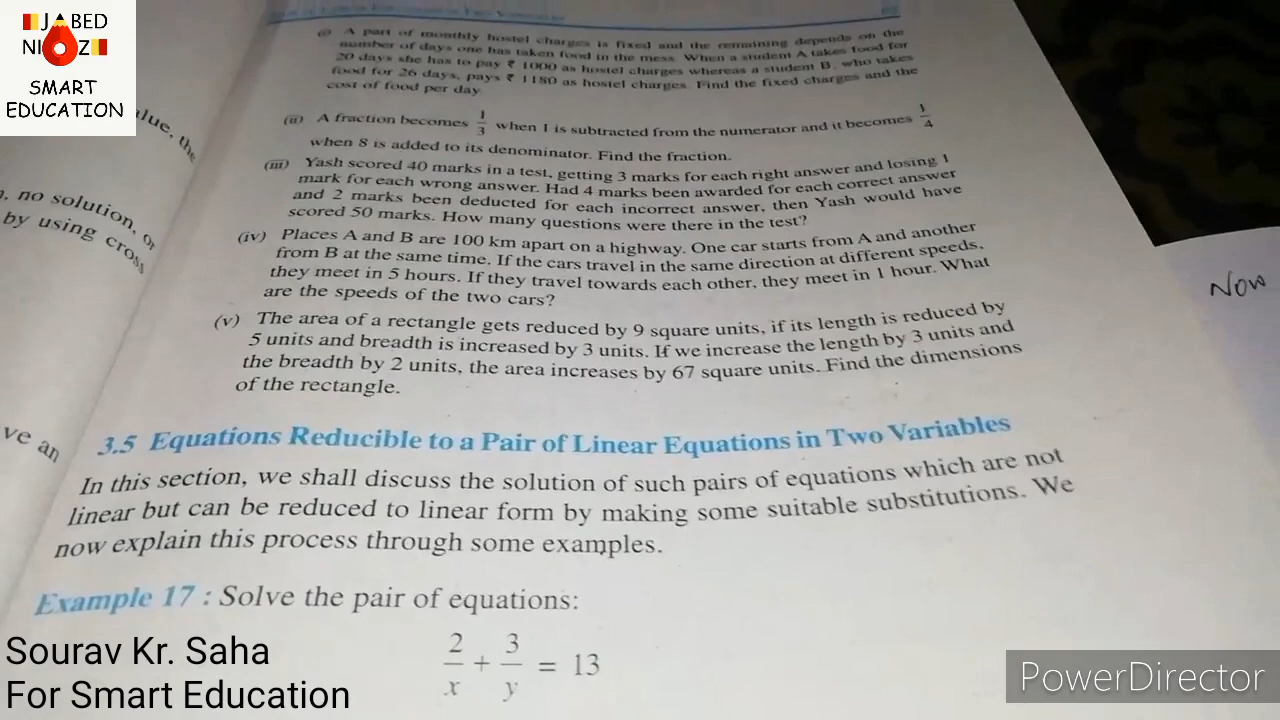 JABED
NIOZ
SMART
EDUCATION
(i) A part of monthly hostel charges is fixed and the remaining depends on the
number of days one has taken food in the mess. When a student A takes food for
20 days she has to pay ₹ 1000 as hostel charges whereas a student B, who takes
food for 26 days, pays ₹ 1180 as hostel charges. Find the fixed charges and the
cost of food per day.
(ii) A fraction becomes 1/3 when 1 is subtracted from the numerator and it becomes 1/4
when 8 is added to its denominator. Find the fraction.
(iii) Yash scored 40 marks in a test, getting 3 marks for each right answer and losing 1
mark for each wrong answer. Had 4 marks been awarded for each correct answer
and 2 marks been deducted for each incorrect answer, then Yash would have
scored 50 marks. How many questions were there in the test?
(iv) Places A and B are 100 km apart on a highway. One car starts from A and another
from B at the same time. If the cars travel in the same direction at different speeds,
they meet in 5 hours. If they travel towards each other, they meet in 1 hour. What
are the speeds of the two cars?
(v) The area of a rectangle gets reduced by 9 square units, if its length is reduced by
5 units and breadth is increased by 3 units. If we increase the length by 3 units and
the breadth by 2 units, the area increases by 67 square units. Find the dimensions
of the rectangle.
3.5 Equations Reducible to a Pair of Linear Equations in Two Variables
In this section, we shall discuss the solution of such pairs of equations which are not
linear but can be reduced to linear form by making some suitable substitutions. We
now explain this process through some examples.
Example 17 : Solve the pair of equations:
2/x + 3/y = 13
the
no solution, or
by using cross
ve an
Now
Sourav Kr. Saha
For Smart Education
PowerDirector